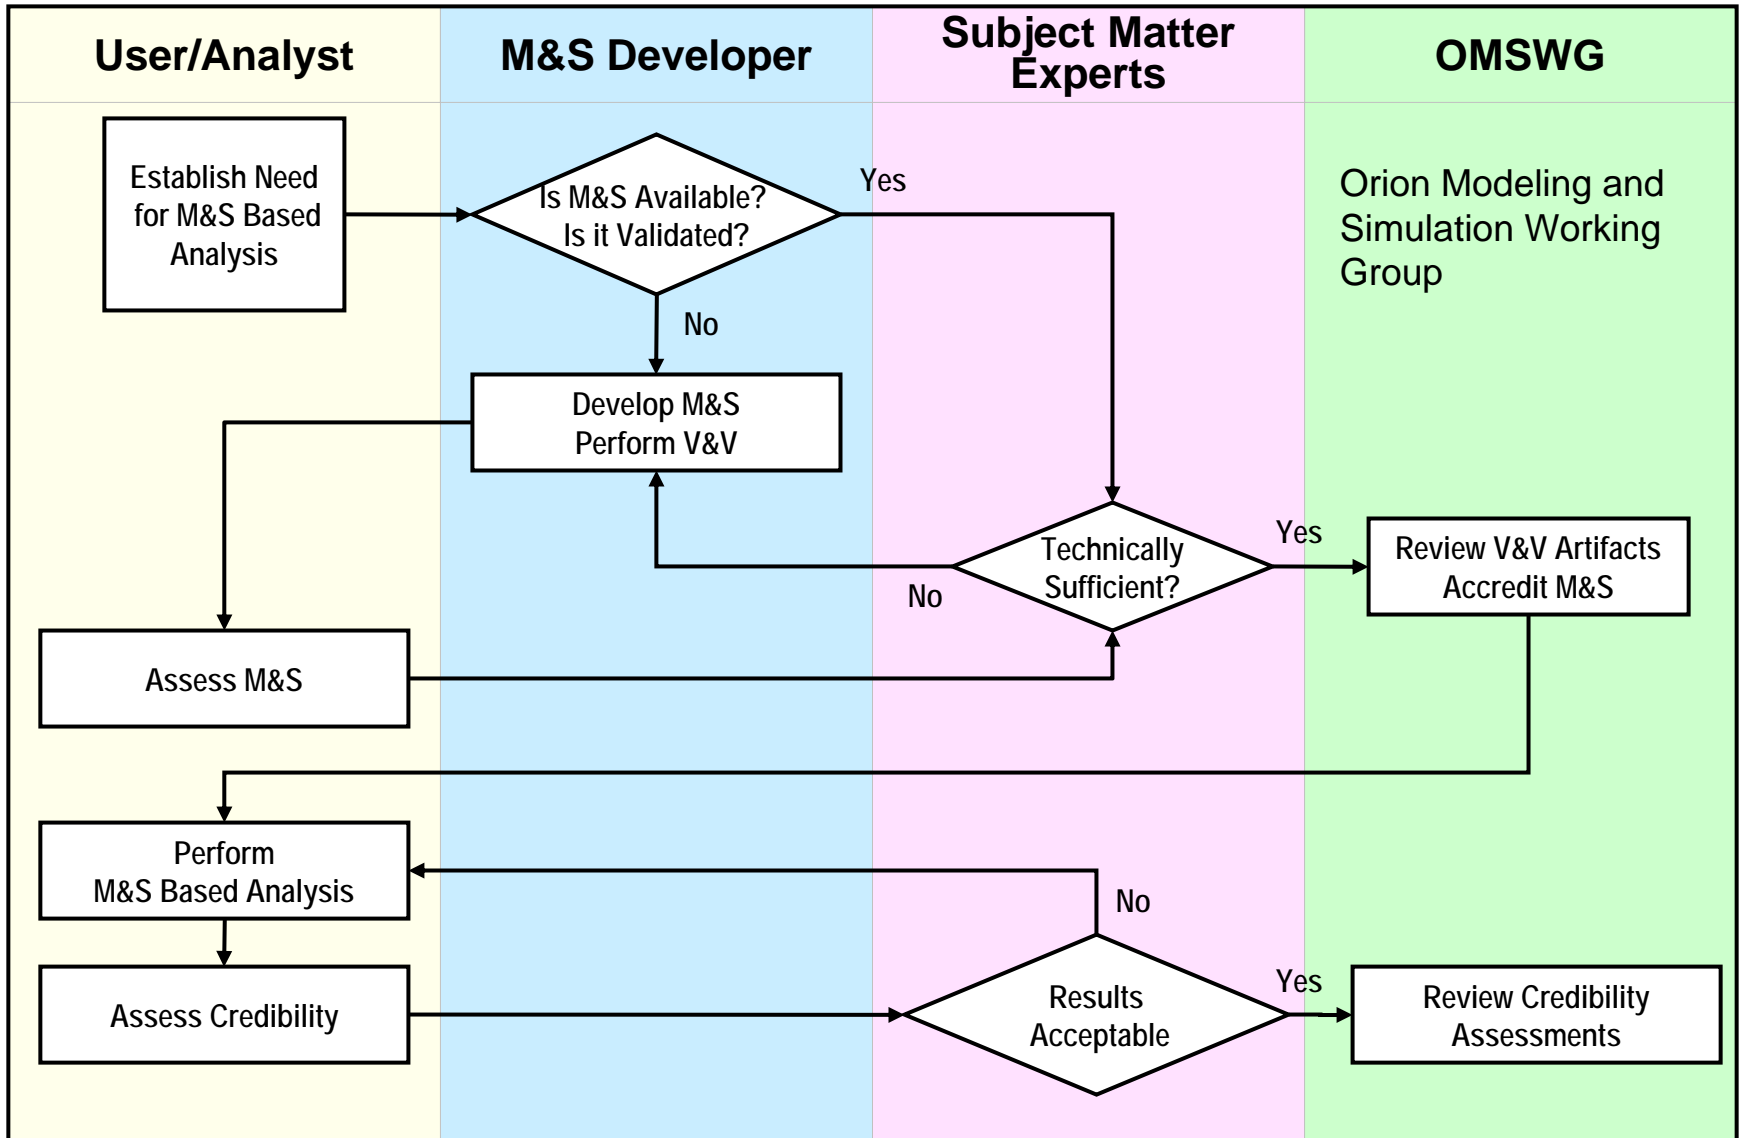 User/Analyst
M&S Developer
Subject Matter
Experts
OMSWG
Establish Need
for M&S Based
Analysis
Is M&S Available?
Is it Validated?
Yes
Orion Modeling and
Simulation Working
Group
No
Develop M&S
Perform V&V
Technically
Sufficient?
Yes
No
Review V&V Artifacts
Accredit M&S
Assess M&S
Perform
M&S Based Analysis
No
Assess Credibility
Results
Acceptable
Yes
Review Credibility
Assessments